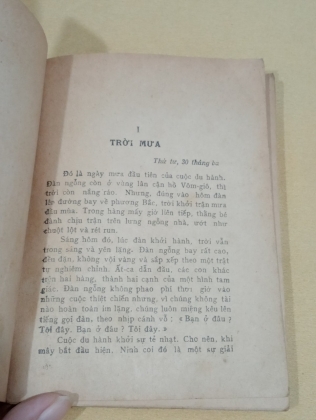 I
TRỜI MƯA
Thứ tư, 31 tháng ba
Đó là ngày mưa đầu tiên của cuộc du hành.
Đàn ngỗng còn ở vùng lân cận hồ Vôm-giô, thì
trời còn nắng ráo. Nhưng, đúng vào hôm đàn
lên đường bay về phương Bắc, trời khởi trận mưa
đầu mùa. Trong hàng mấy giờ liền tiếp, thằng bé
đành chịu trận trên lưng ngỗng nhà, ướt như
chuột lột và rét run.
Sáng hôm đó, lúc đàn khởi hành, trời vẫn
trong sáng và yên lặng. Đàn ngỗng bay rất cao,
đều đặn, không vội vàng và sắp xếp theo một trật
tự nghiêm chỉnh. Ắt-ca dẫn đầu, các con khác
trên hai hàng, thành hai cạnh của một hình tam
giác. Đàn ngỗng không phao phí thời giờ vào
những cuộc thiệt chiến nhưng, vì chúng không tài
nào hoàn toàn im lặng, chúng luôn miệng kêu lên
tiếng gọi đàn, theo nhịp cánh vỗ : « Bạn ở đâu ?
Tôi đây. Bạn ở đâu ? Tôi đây. »
Cuộc du hành khởi sự tẻ nhạt. Cho nên, khi
mây bắt đầu hiện, Ninh coi đó là một sự giải